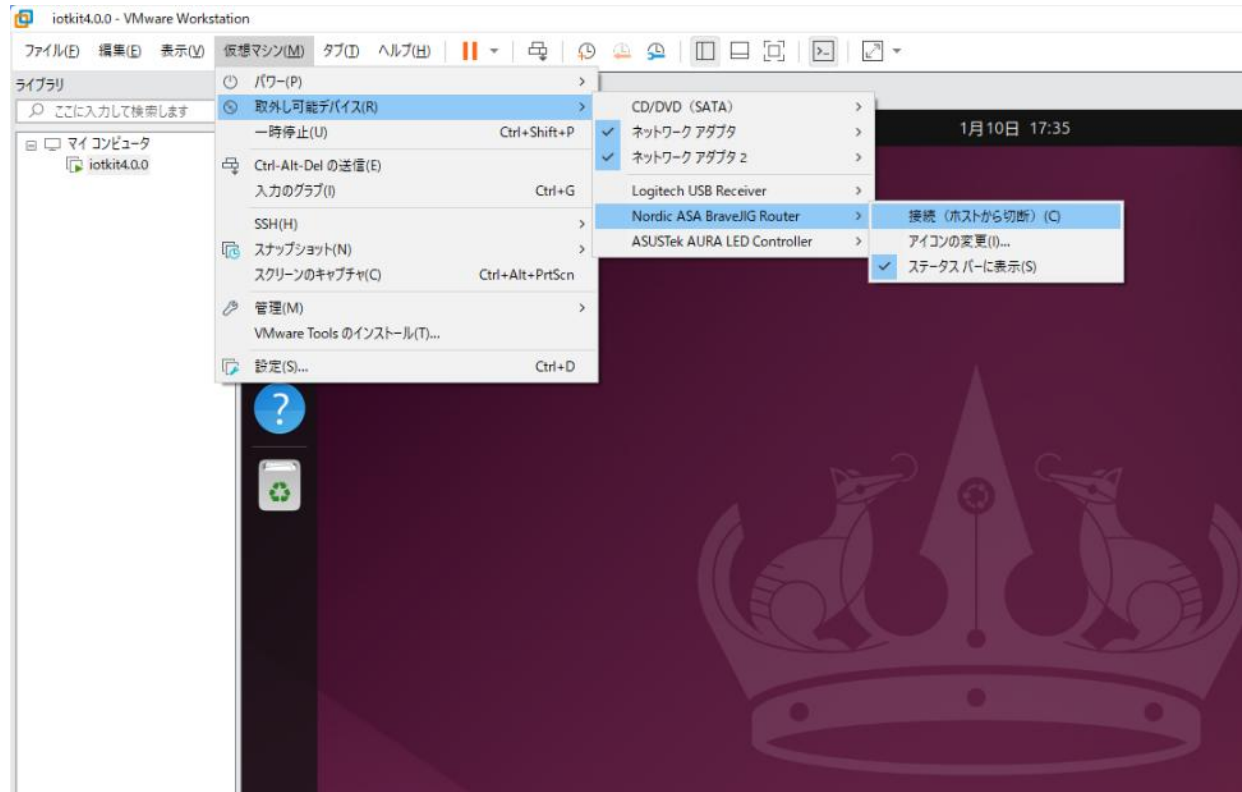 iotkit4.0.0 - VMware Workstation
ファイル(F) 編集(E) 表示(V) 仮想マシン(M) タブ(T) ヘルプ(H)
ライブラリ
ここに入力して検索します
マイ コンピュータ
iotkit4.0.0
パワー(P)
取外し可能デバイス(R)
一時停止(U) Ctrl+Shift+P
Ctrl-Alt-Del の送信(E)
入力のグラブ(I) Ctrl+G
SSH(H)
スナップショット(N)
スクリーンのキャプチャ(C) Ctrl+Alt+PrtScn
管理(M)
VMware Tools のインストール(T)...
設定(S)... Ctrl+D
CD/DVD（SATA）
ネットワーク アダプタ
ネットワーク アダプタ 2
Logitech USB Receiver
Nordic ASA BraveJIG Router
ASUSTek AURA LED Controller
接続（ホストから切断）(C)
アイコンの変更(I)...
ステータス バーに表示(S)
1月10日 17:35